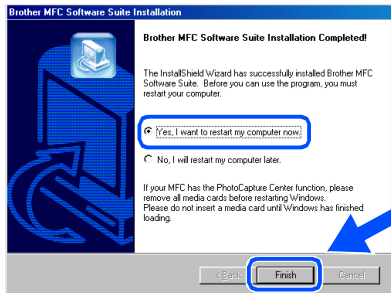 Brother MFC Software Suite Installation
Brother MFC Software Suite Installation Completed!
The InstallShield Wizard has successfully installed Brother MFC
Software Suite. Before you can use the program, you must
restart your computer.
Yes, I want to restart my computer now.
No, I will restart my computer later.
If your MFC has the PhotoCapture Center function, please
remove all media cards before restarting Windows.
Please do not insert a media card until Windows has finished
loading.
< Back
Finish
Cancel